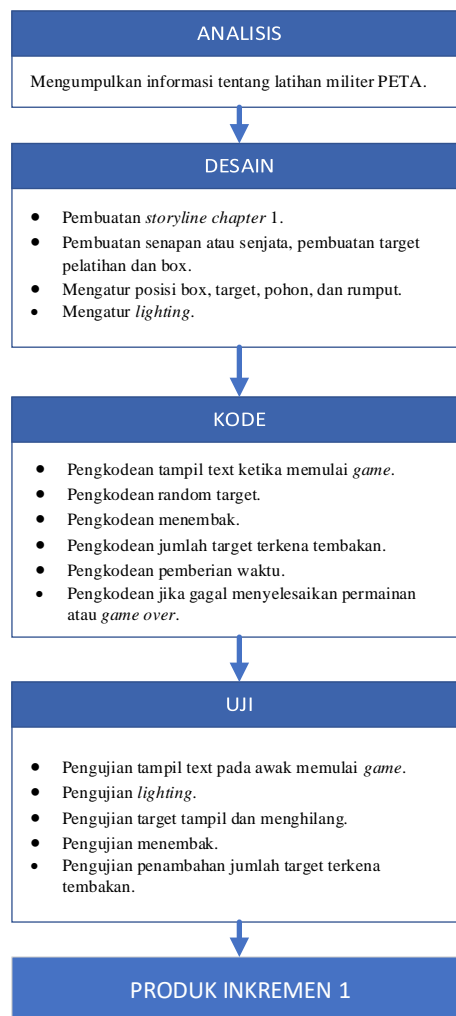 ANALISIS
Mengumpulkan informasi tentang latihan militer PETA.
DESAIN
• Pembuatan storyline chapter 1.
• Pembuatan senapan atau senjata, pembuatan target
pelatihan dan box.
• Mengatur posisi box, target, pohon, dan rumput.
• Mengatur lighting.
KODE
• Pengkodean tampil text ketika memulai game.
• Pengkodean random target.
• Pengkodean menembak.
• Pengkodean jumlah target terkena tembakan.
• Pengkodean pemberian waktu.
• Pengkodean jika gagal menyelesaikan permainan
atau game over.
UJI
• Pengujian tampil text pada awak memulai game.
• Pengujian lighting.
• Pengujian target tampil dan menghilang.
• Pengujian menembak.
• Pengujian penambahan jumlah target terkena
tembakan.
PRODUK INKREMEN 1